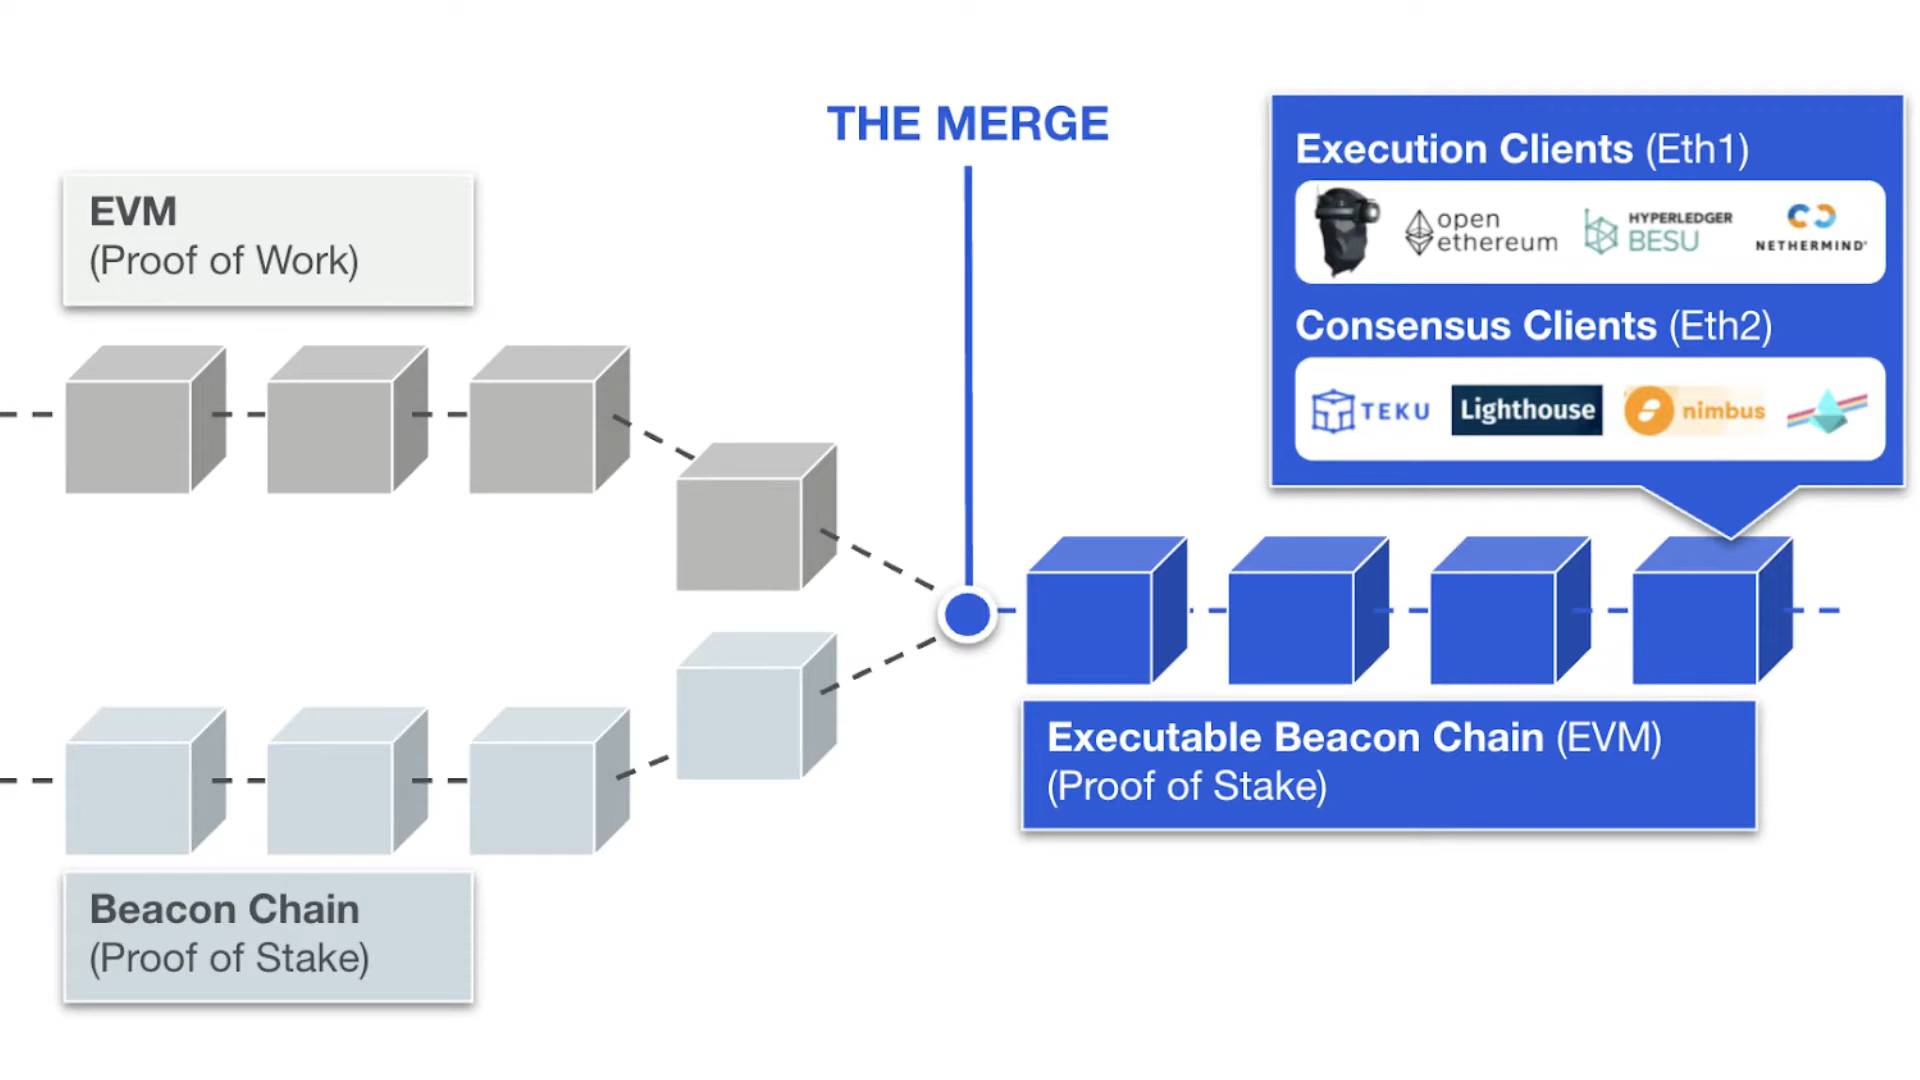 THE MERGE
EVM
(Proof of Work)
Execution Clients (Eth1)
open
ethereum
HYPERLEDGER
BESU
NETHERMIND
Consensus Clients (Eth2)
TEKU
Lighthouse
nimbus
Executable Beacon Chain (EVM)
(Proof of Stake)
Beacon Chain
(Proof of Stake)